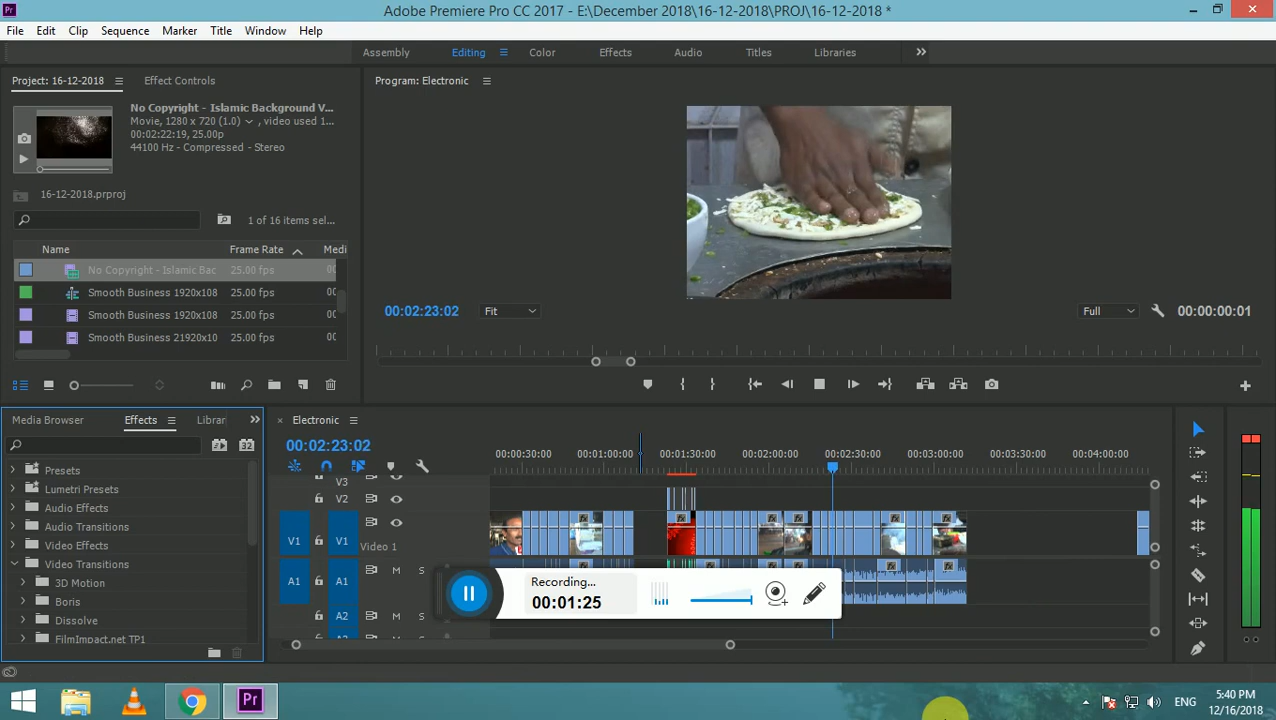 Adobe Premiere Pro CC 2017 - E:\December 2018\16-12-2018\PROJ\16-12-2018 *
File Edit Clip Sequence Marker Title Window Help
Assembly Editing Color Effects Audio Titles Libraries
Project: 16-12-2018 Effect Controls
No Copyright - Islamic Background V...
Movie, 1280 x 720 (1.0) , video used 1...
00:02:22:19, 25.00p
44100 Hz - Compressed - Stereo
16-12-2018.prproj
1 of 16 items sel...
Name Frame Rate Medi
No Copyright - Islamic Bac 25.00 fps 00
Smooth Business 1920x108 25.00 fps 00
Smooth Business 1920x108 25.00 fps 00
Smooth Business 21920x10 25.00 fps 00
Program: Electronic
00:02:23:02 Fit Full 00:00:00:01
Media Browser Effects Librar
32
Presets
Lumetri Presets
Audio Effects
Audio Transitions
Video Effects
Video Transitions
3D Motion
Boris
Dissolve
FilmImpact.net TP1
Electronic
00:02:23:02
00:00:30:00 00:01:00:00 00:01:30:00 00:02:00:00 00:02:30:00 00:03:00:00 00:03:30:00 00:04:00:00
V3
V2
V1 V1 Video 1
A1 A1 M S
A2 M S
Recording...
00:01:25
ENG
5:40 PM
12/16/2018